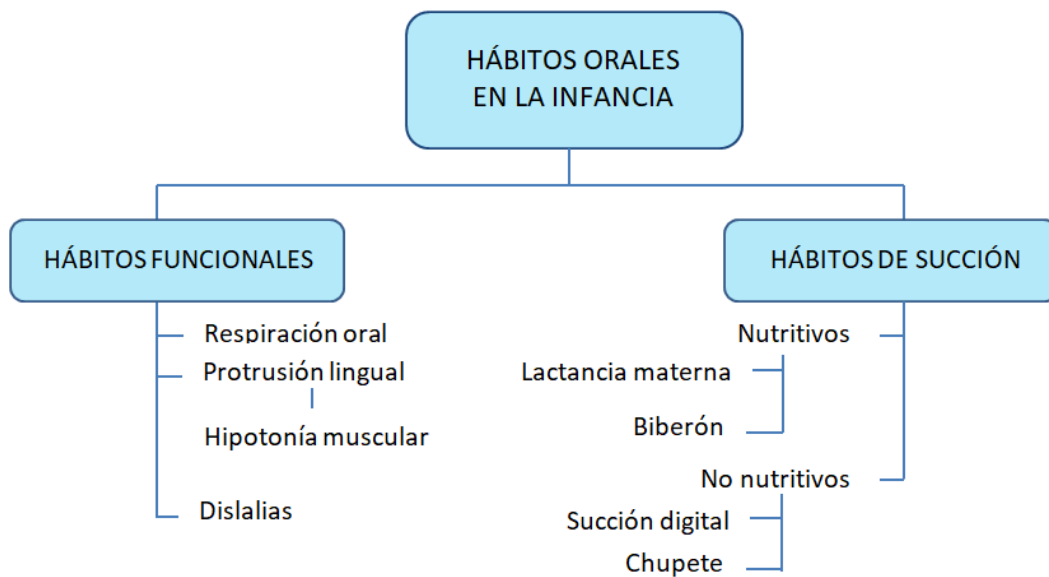 HÁBITOS ORALES
EN LA INFANCIA
HÁBITOS FUNCIONALES
Respiración oral
Protrusión lingual
Hipotonía muscular
Dislalias
HÁBITOS DE SUCCIÓN
Nutritivos
Lactancia materna
Biberón
No nutritivos
Succión digital
Chupete